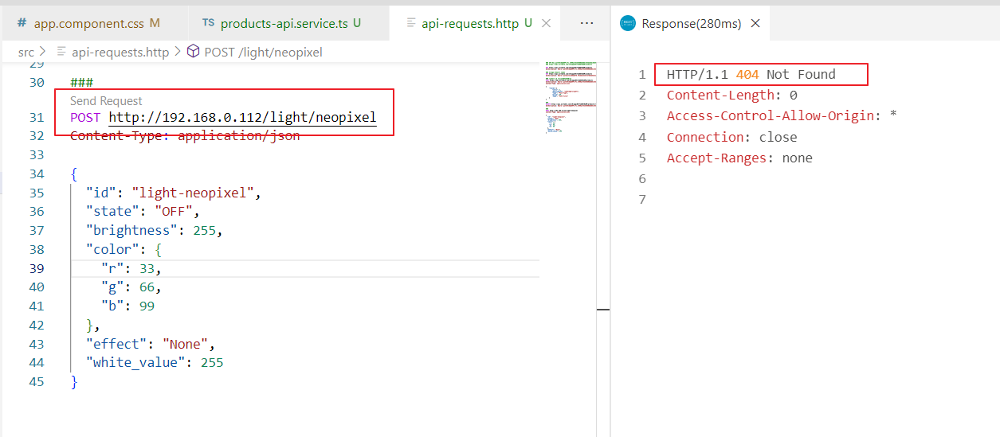 # app.component.css M
TS products-api.service.ts U
api-requests.http U
Response(280ms)
src > api-requests.http > POST /light/neopixel
29
30 ###
Send Request
31 POST http://192.168.0.112/light/neopixel
32 Content-Type: application/json
33
34 {
35 "id": "light-neopixel",
36 "state": "OFF",
37 "brightness": 255,
38 "color": {
39 "r": 33,
40 "g": 66,
41 "b": 99
42 },
43 "effect": "None",
44 "white_value": 255
45 }
1 HTTP/1.1 404 Not Found
2 Content-Length: 0
3 Access-Control-Allow-Origin: *
4 Connection: close
5 Accept-Ranges: none
6
7